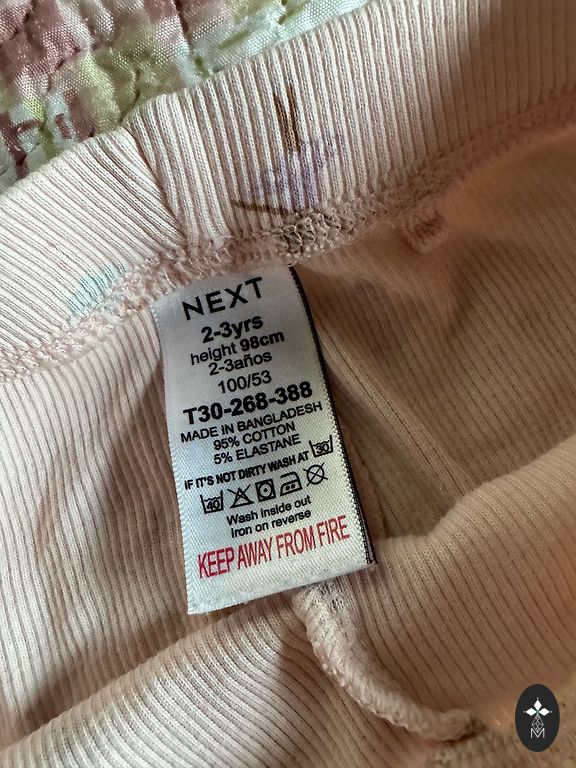 NEXT
2-3yrs
height 98cm
2-3años
100/53
T30-268-388
MADE IN BANGLADESH
95% COTTON
5% ELASTANE
IF IT'S NOT DIRTY WASH AT 30
40
Wash inside out
Iron on reverse
KEEP AWAY FROM FIRE
M